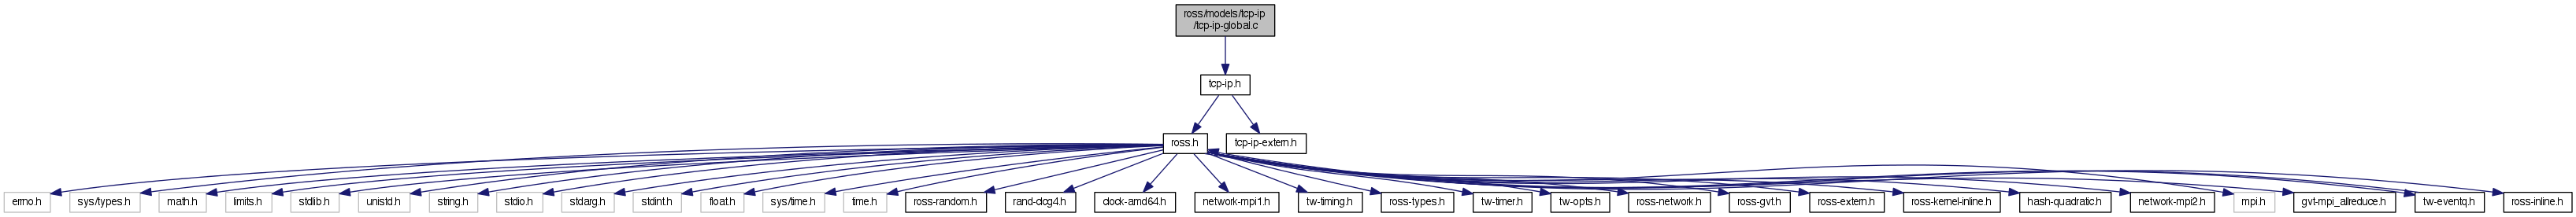 ross/models/tcp-ip
/tcp-ip-global.c
tcp-ip.h
ross.h
tcp-ip-extern.h
errno.h
sys/types.h
math.h
limits.h
stdlib.h
unistd.h
string.h
stdio.h
stdarg.h
stdint.h
float.h
sys/time.h
time.h
ross-random.h
rand-clcg4.h
clock-amd64.h
network-mpi1.h
tw-timing.h
ross-types.h
tw-timer.h
tw-opts.h
ross-network.h
ross-gvt.h
ross-extern.h
ross-kernel-inline.h
hash-quadratic.h
network-mpi2.h
mpi.h
gvt-mpi_allreduce.h
tw-eventq.h
ross-inline.h